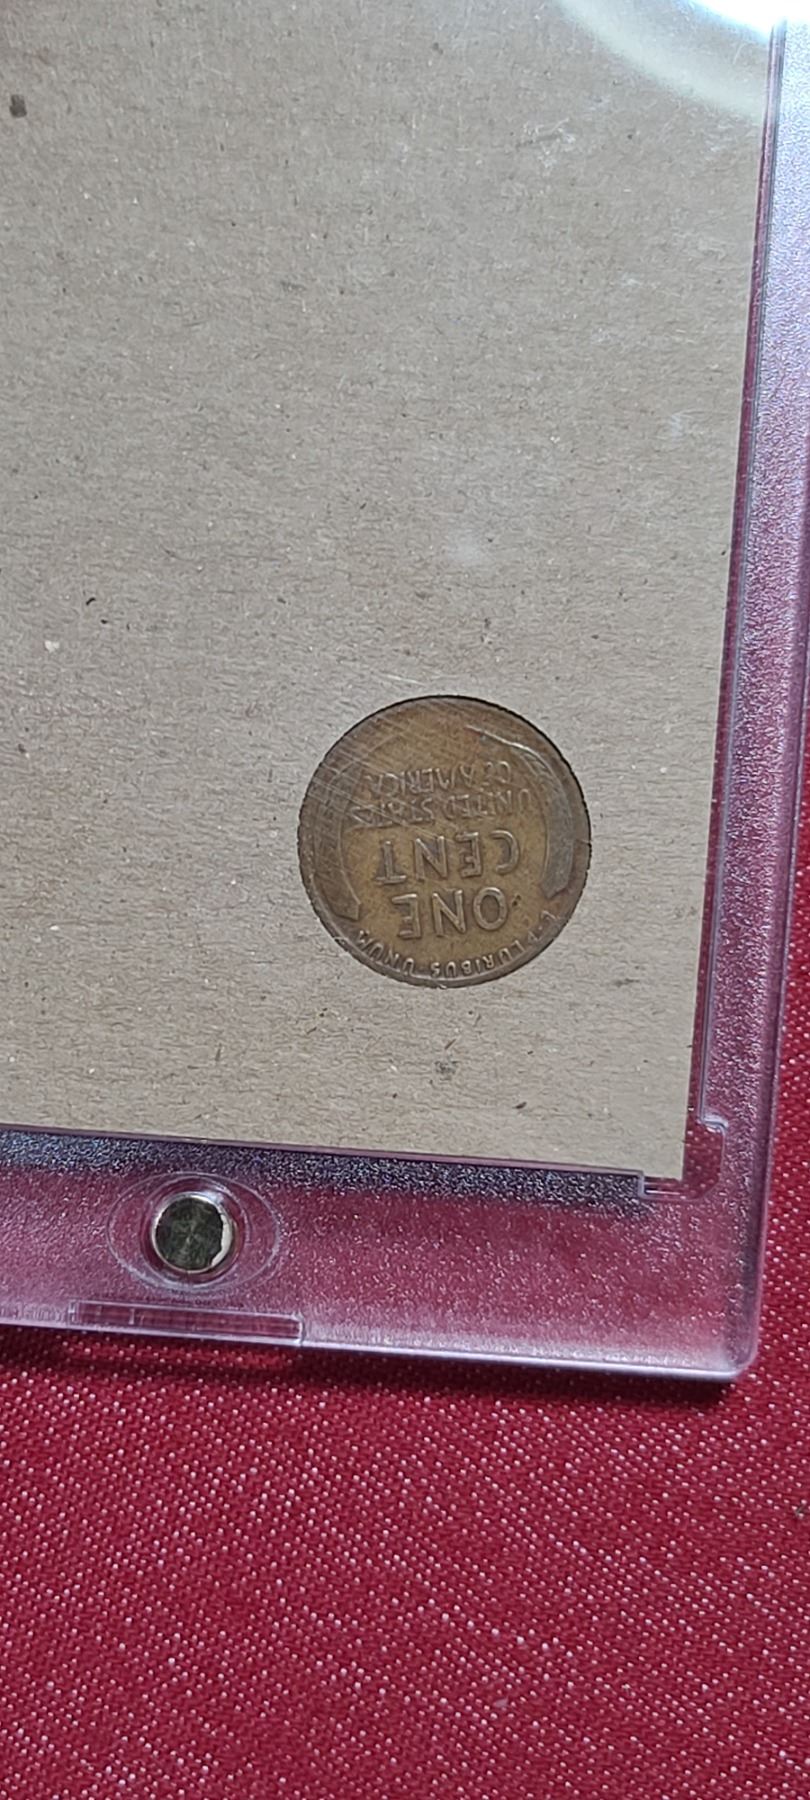 E·PLURIBUS·UNUM
ONE
CENT
UNITED STATES
OF AMERICA